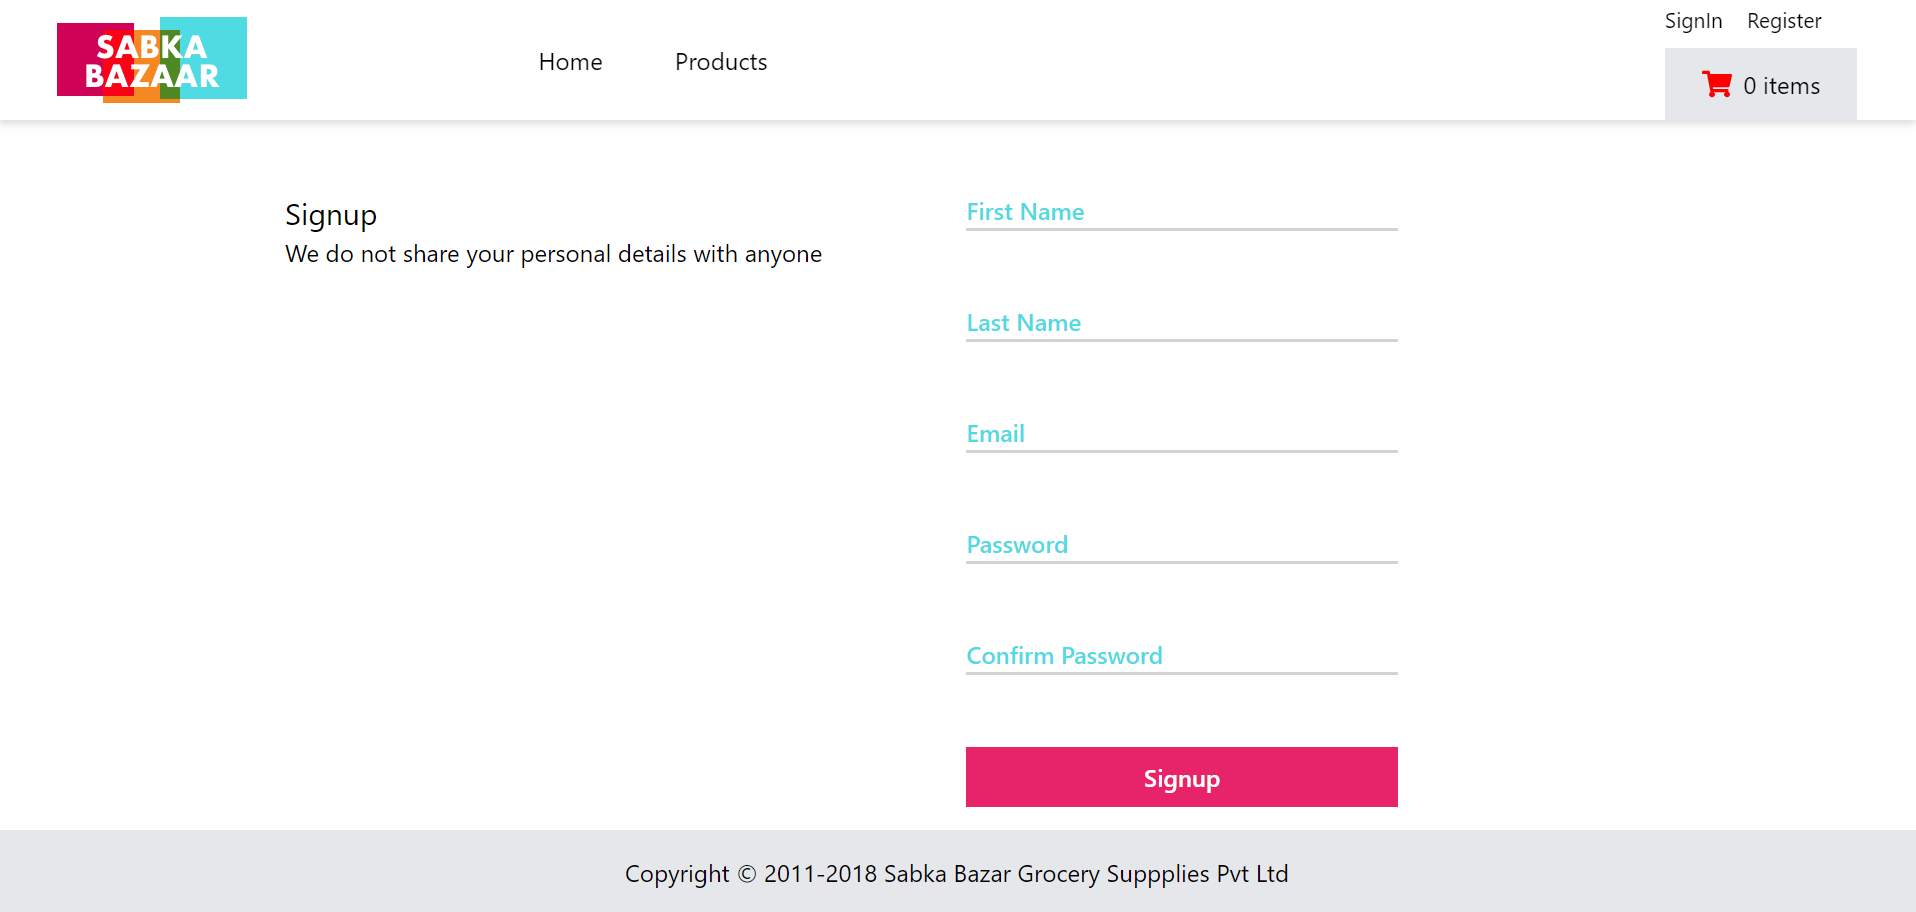 SABKA
BAZAAR
Home
Products
SignIn
Register
0 items
Signup
We do not share your personal details with anyone
First Name
Last Name
Email
Password
Confirm Password
Signup
Copyright © 2011-2018 Sabka Bazar Grocery Suppplies Pvt Ltd